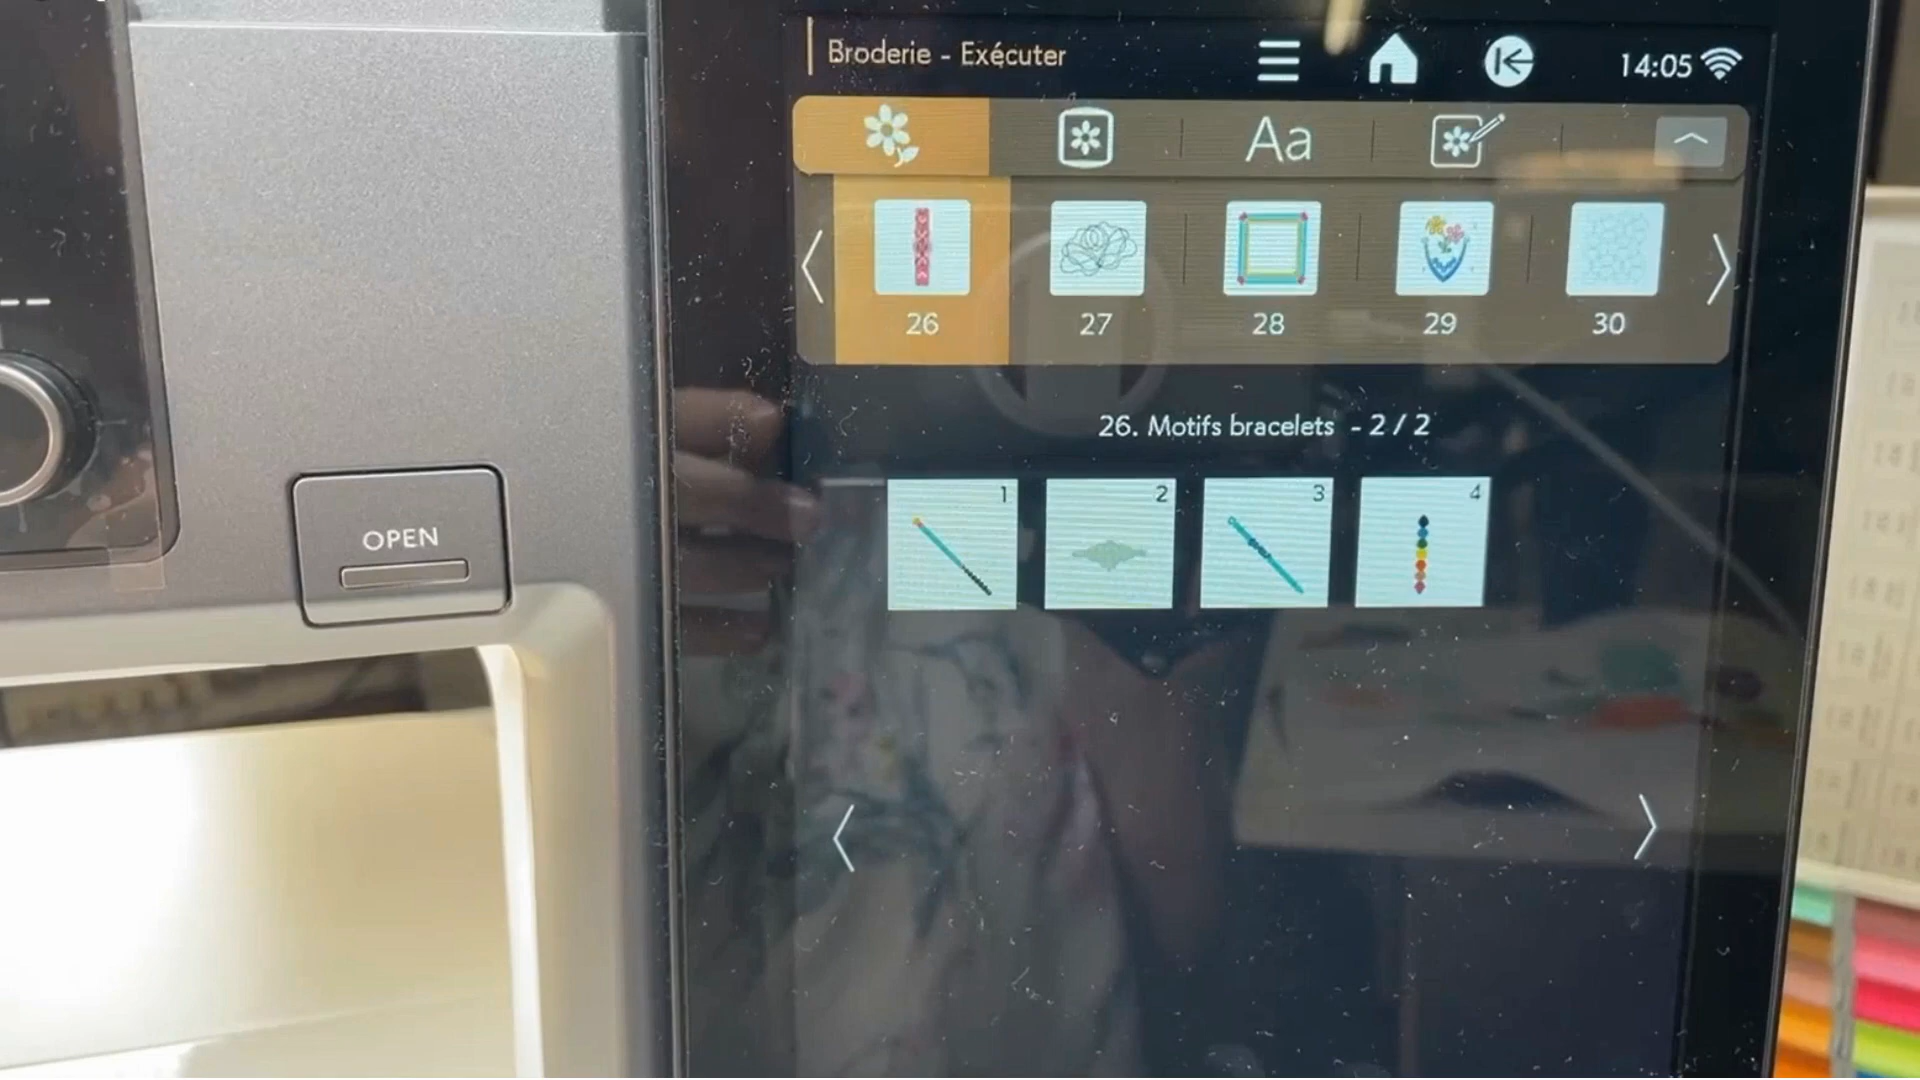 Broderie - Exécuter
14:05
Aa
26 27 28 29 30
26. Motifs bracelets - 2 / 2
1 2 3 4
OPEN